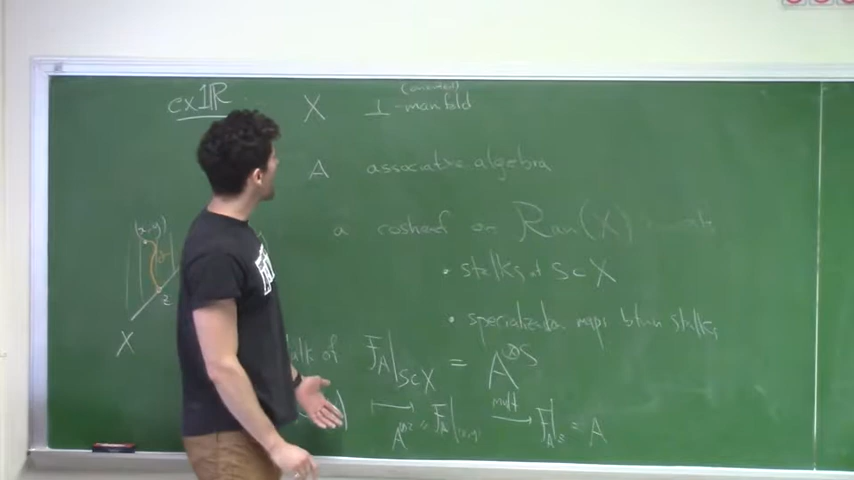 ex 1 ℝ X (oriented) 1-manifold
A associative algebra
a cosheaf on Ran(X)
• stalks at S⊂X
• specialization maps btwn stalks
(x,y)
z
X
of F_A|_{S⊂X} = A^{⊗S}
⟼ A^{⊗2} = F_A|_{(x,y)} mult → F_A|_z = A